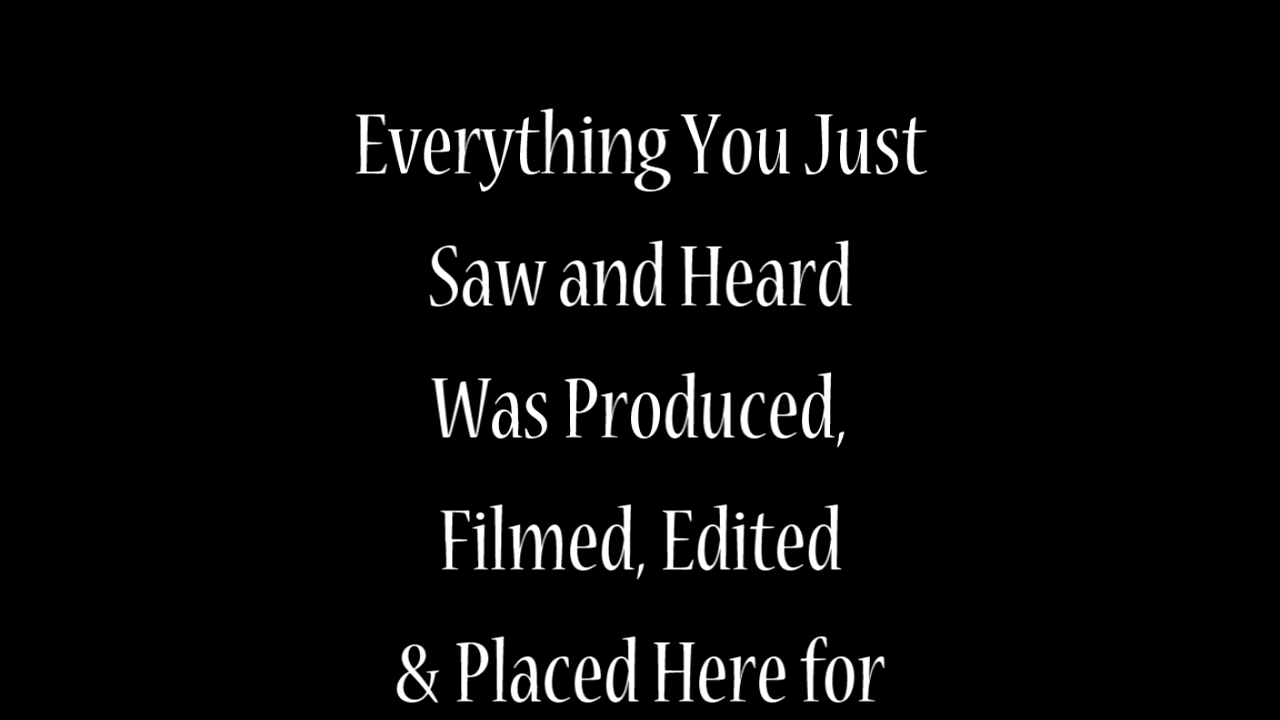 Everything You Just
Saw and Heard
Was Produced,
Filmed, Edited
& Placed Here for